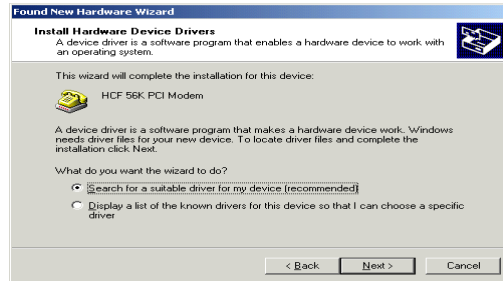 Found New Hardware Wizard
Install Hardware Device Drivers
A device driver is a software program that enables a hardware device to work with
an operating system.
This wizard will complete the installation for this device:
HCF 56K PCI Modem
A device driver is a software program that makes a hardware device work. Windows
needs driver files for your new device. To locate driver files and complete the
installation click Next.
What do you want the wizard to do?
Search for a suitable driver for my device (recommended)
Display a list of the known drivers for this device so that I can choose a specific
driver
< Back Next > Cancel